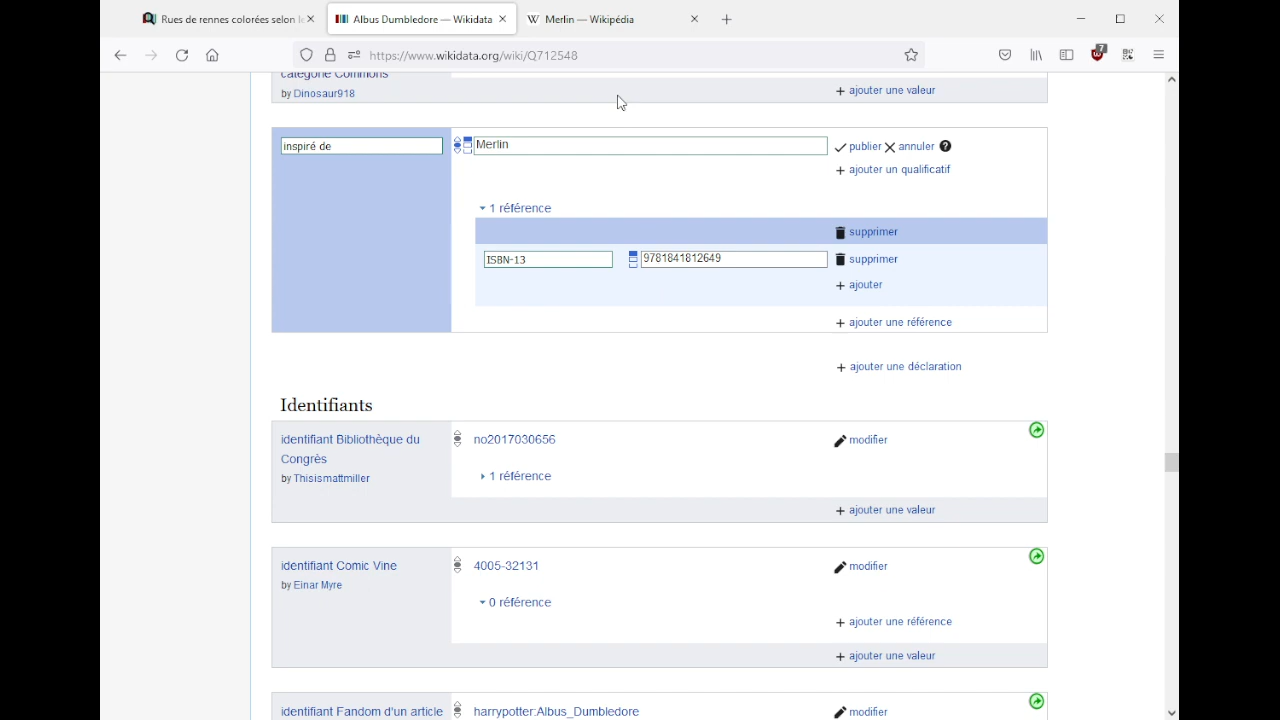 Rues de rennes colorées selon le
Albus Dumbledore — Wikidata
Merlin — Wikipédia
https://www.wikidata.org/wiki/Q712548
7
catégorie Commons
by Dinosaur918
ajouter une valeur
inspiré de
Merlin
publier annuler ?
ajouter un qualificatif
1 référence
supprimer
ISBN-13
9781841812649
supprimer
ajouter
ajouter une référence
ajouter une déclaration
Identifiants
identifiant Bibliothèque du
Congrès
by Thisismattmiller
no2017030656
modifier
1 référence
ajouter une valeur
identifiant Comic Vine
by Einar Myre
4005-32131
modifier
0 référence
ajouter une référence
ajouter une valeur
identifiant Fandom d'un article
harrypotter:Albus_Dumbledore
modifier